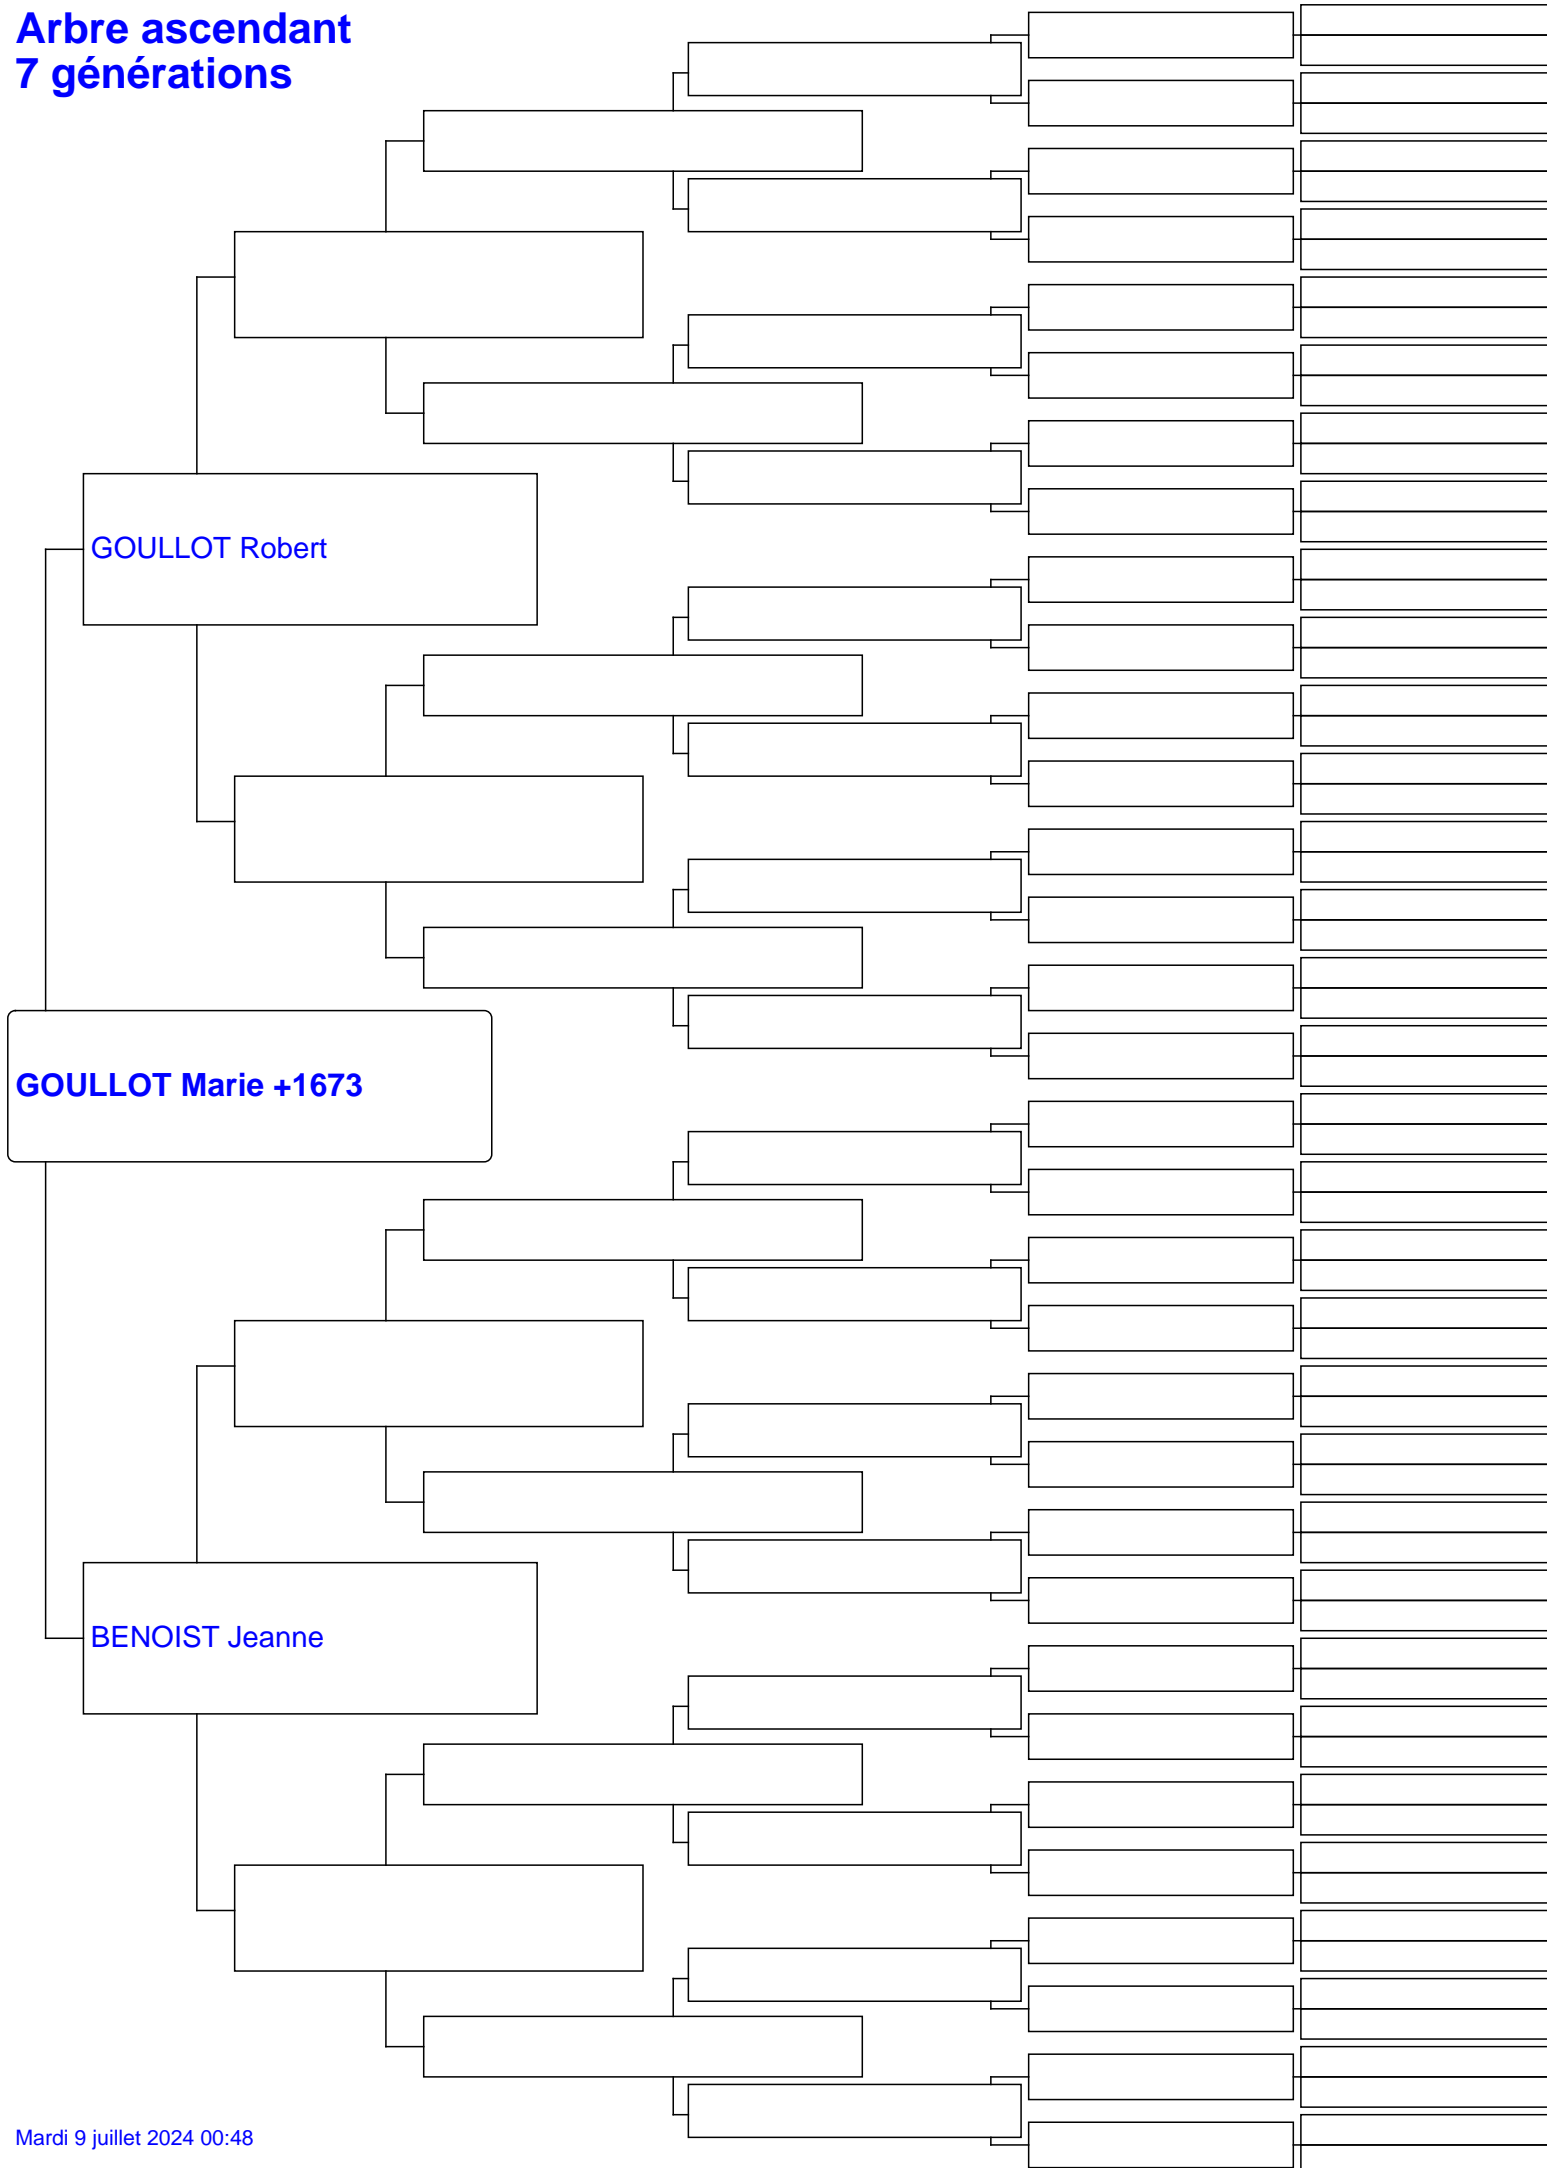 Arbre ascendant
7 générations
GOULLOT Robert
GOULLOT Marie +1673
BENOIST Jeanne
Mardi 9 juillet 2024 00:48